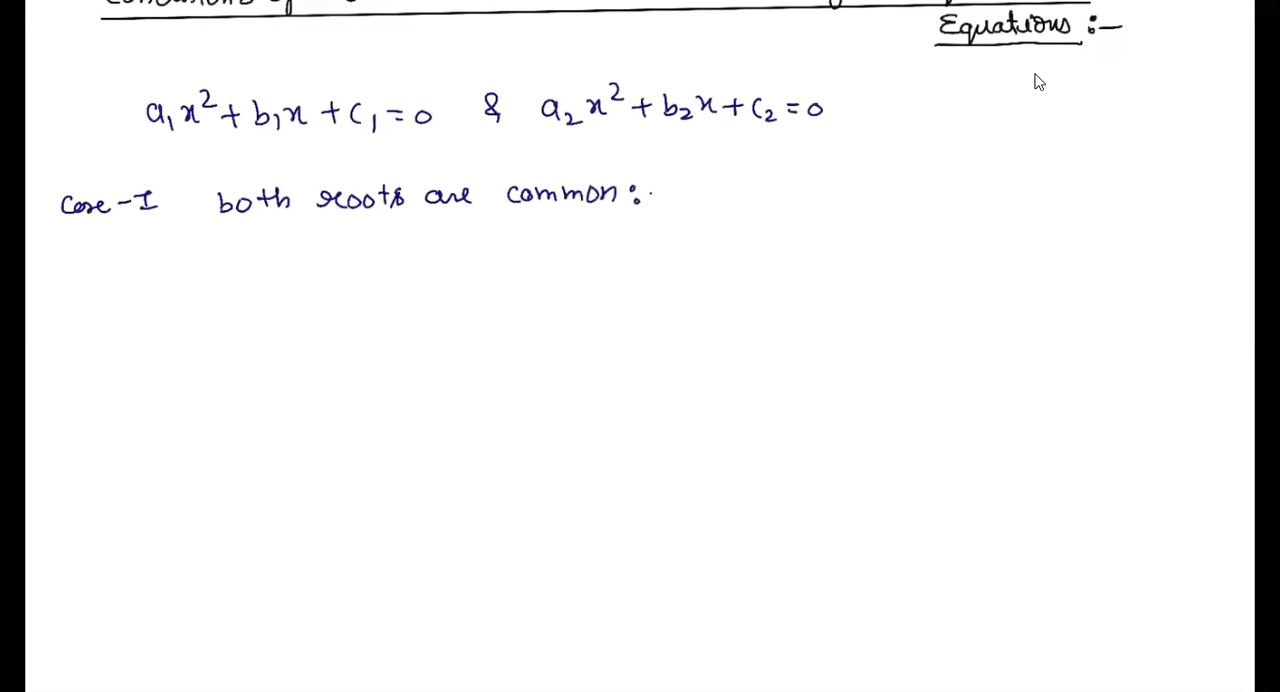 Equations :-
a₁x² + b₁x + c₁ = 0 & a₂x² + b₂x + c₂ = 0
Case-I both roots are common :-